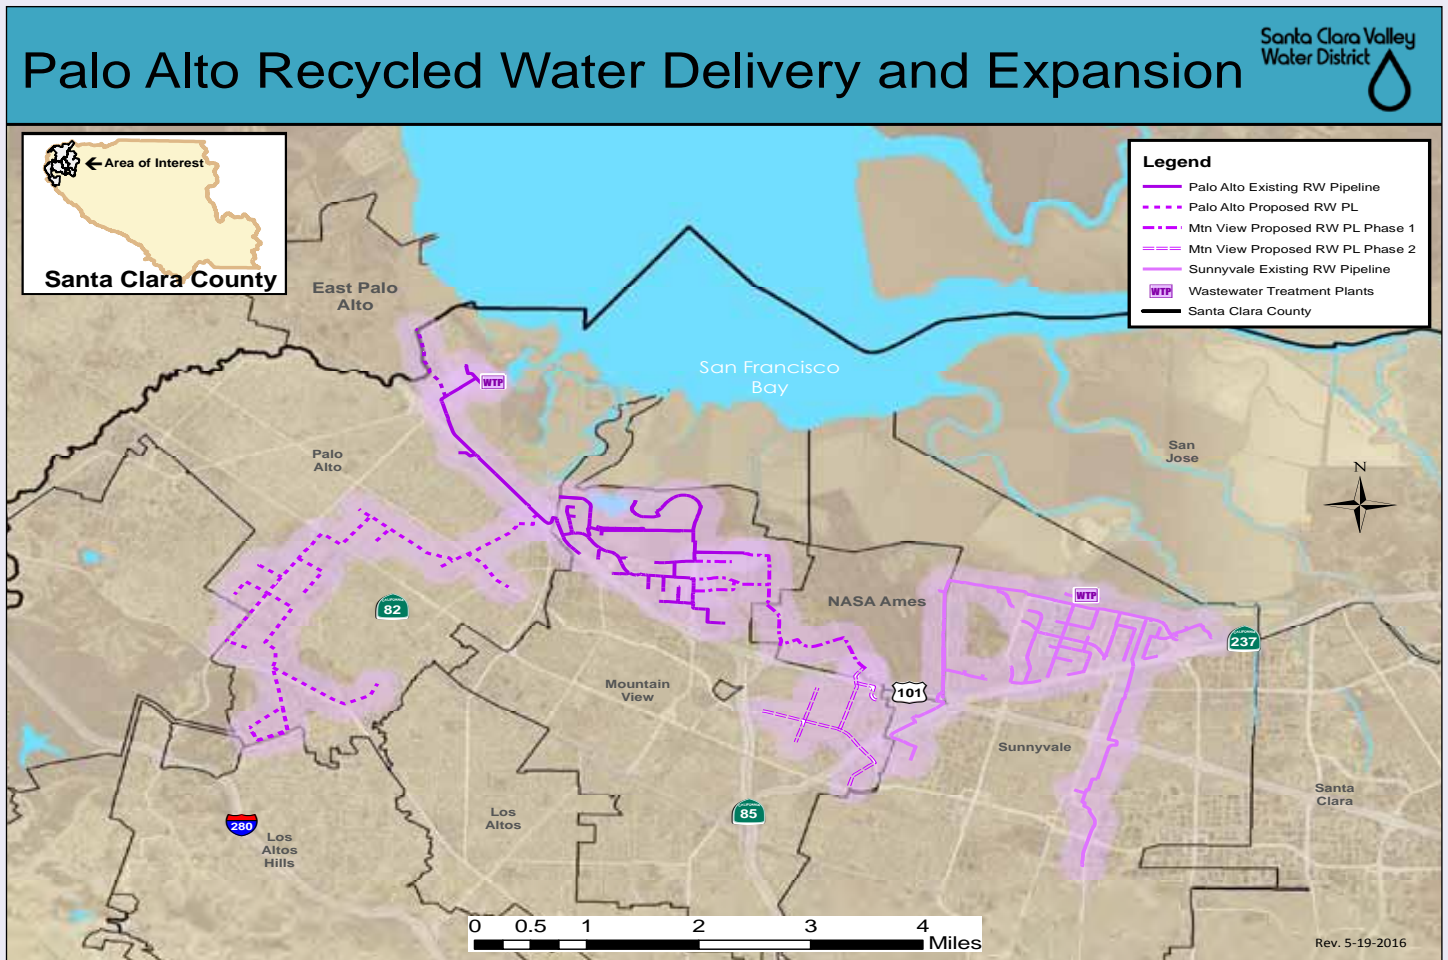 Palo Alto Recycled Water Delivery and Expansion
Santa Clara Valley
Water District
Area of Interest
Santa Clara County
Legend
Palo Alto Existing RW Pipeline
Palo Alto Proposed RW PL
Mtn View Proposed RW PL Phase 1
Mtn View Proposed RW PL Phase 2
Sunnyvale Existing RW Pipeline
WTP Wastewater Treatment Plants
Santa Clara County
East Palo
Alto
San Francisco
Bay
WTP
Palo
Alto
San
Jose
N
CALIFORNIA
82
NASA Ames
WTP
CALIFORNIA
237
Mountain
View
101
Sunnyvale
Santa
Clara
280
Los
Altos
Hills
Los
Altos
CALIFORNIA
85
0 0.5 1 2 3 4
Miles
Rev. 5-19-2016